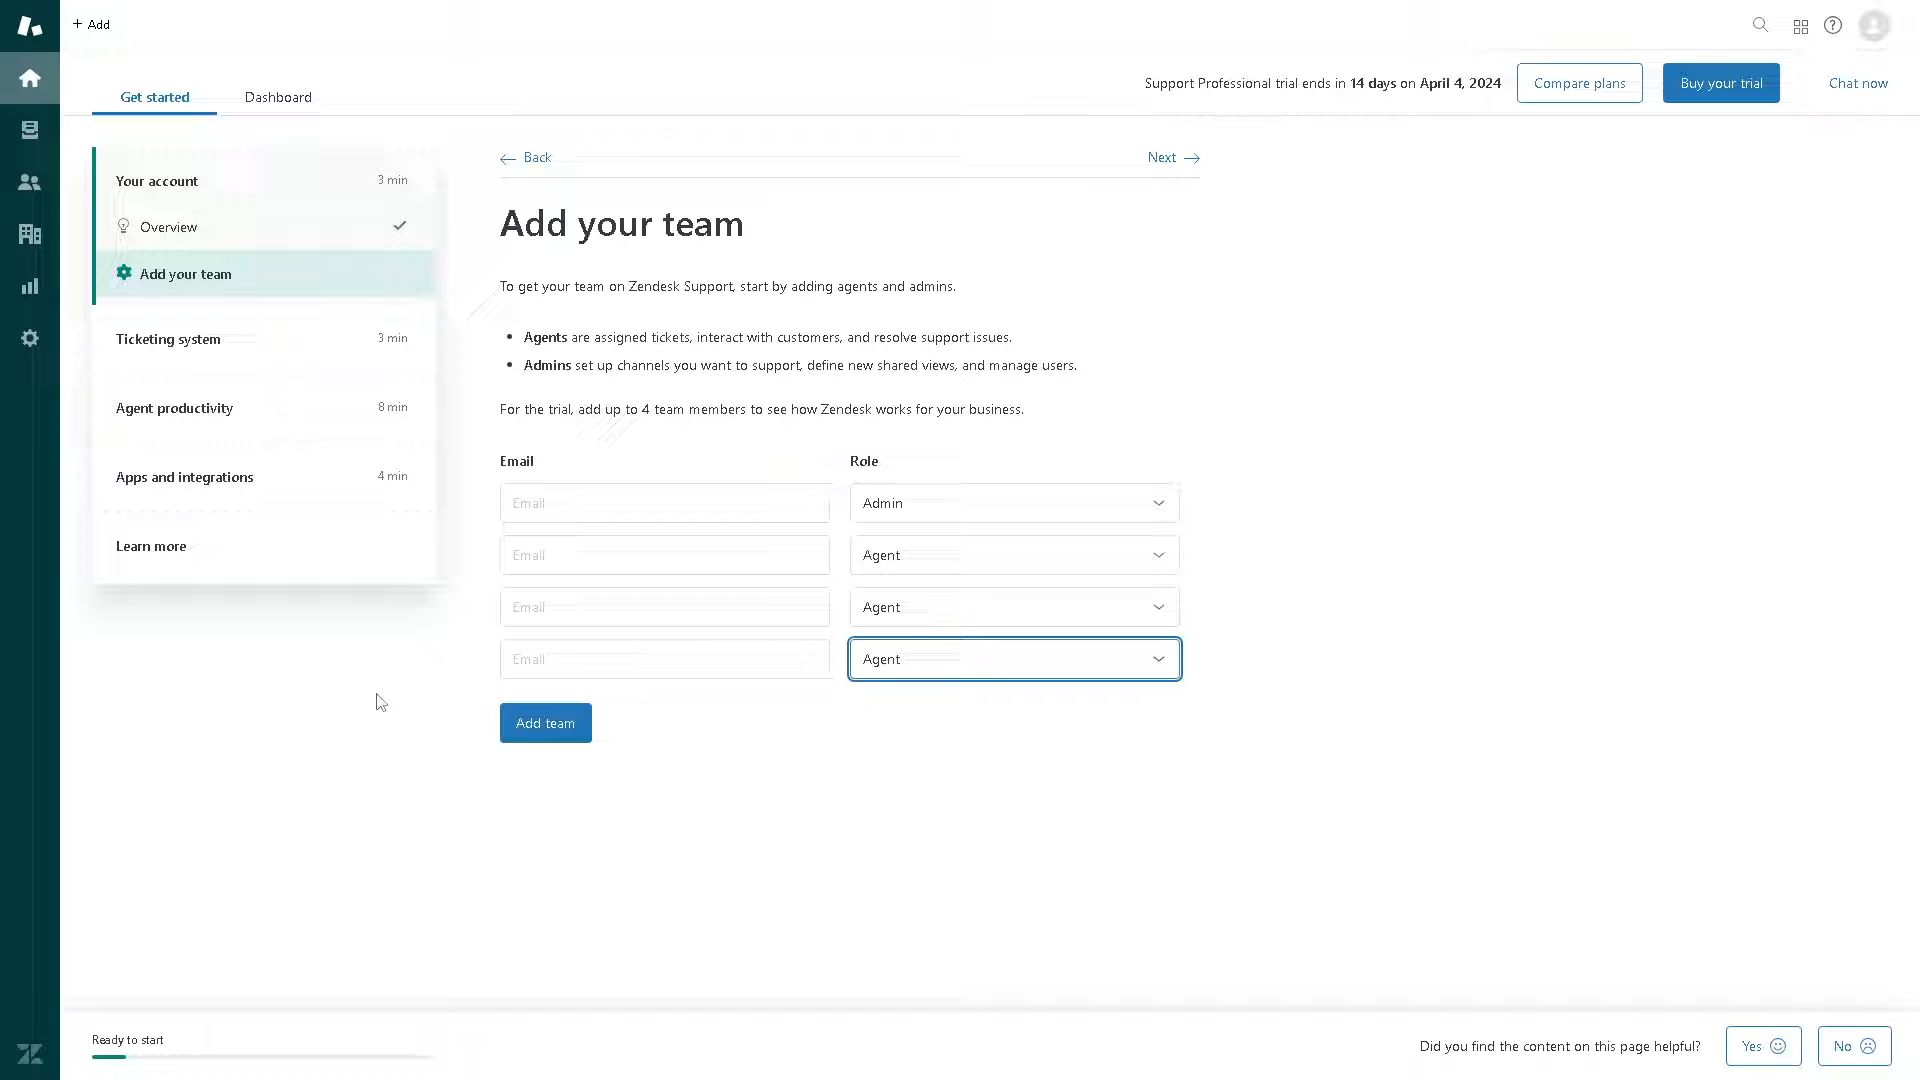 + Add
Support Professional trial ends in 14 days on April 4, 2024
Compare plans
Buy your trial
Chat now
Get started
Dashboard
Your account
3 min
Overview
Add your team
Ticketing system
3 min
Agent productivity
8 min
Apps and integrations
4 min
Learn more
Back
Next
Add your team
To get your team on Zendesk Support, start by adding agents and admins.
• Agents are assigned tickets, interact with customers, and resolve support issues.
• Admins set up channels you want to support, define new shared views, and manage users.
For the trial, add up to 4 team members to see how Zendesk works for your business.
Email
Role
Email
Admin
Email
Agent
Email
Agent
Email
Agent
Add team
Ready to start
Did you find the content on this page helpful?
Yes
No